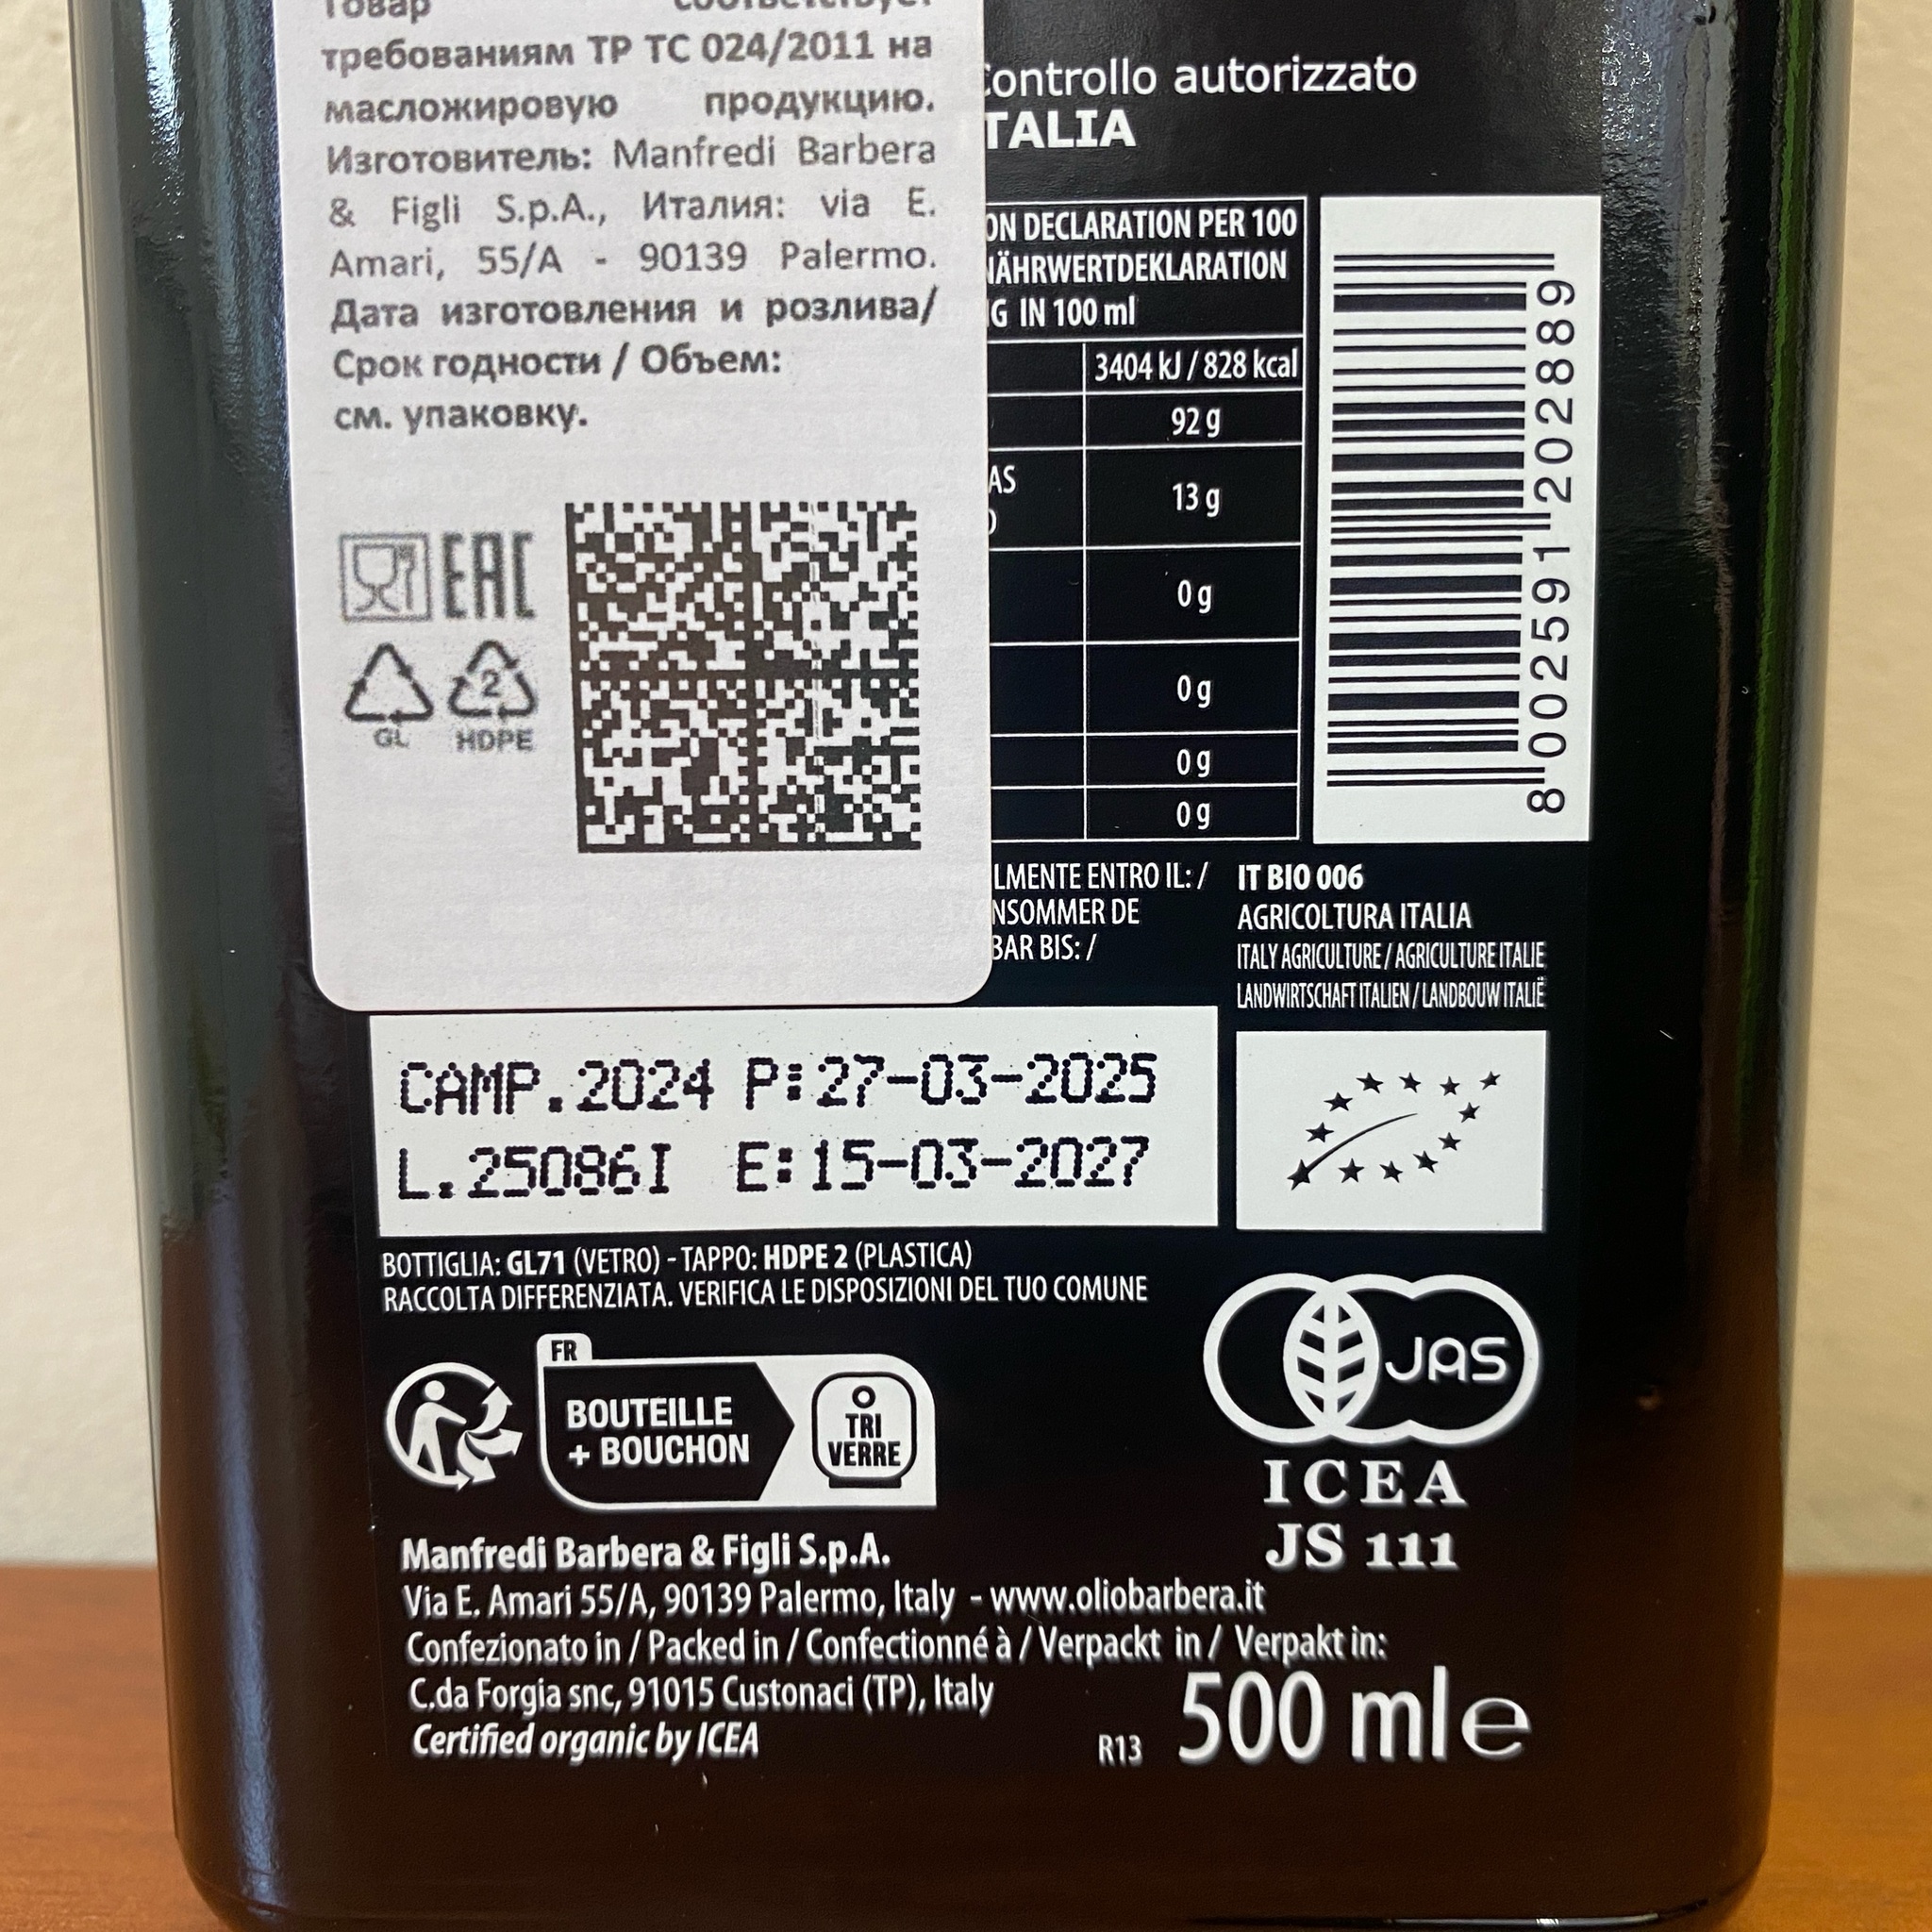 Товар соответствует
требованиям ТР ТС 024/2011 на
масложировую продукцию.
Изготовитель: Manfredi Barbera
& Figli S.p.A., Италия: via E.
Amari, 55/A - 90139 Palermo.
Дата изготовления и розлива/
Срок годности / Объем:
см. упаковку.
EAC
GL
2
HDPE
ontrollo autorizzato
TALIA
ON DECLARATION PER 100
ÄHRWERTDEKLARATION
G IN 100 ml
3404 kJ / 828 kcal
92 g
AS
13 g
0 g
0 g
0 g
0 g
8 002591 202889
LMENTE ENTRO IL: /
NSOMMER DE
BAR BIS: /
IT BIO 006
AGRICOLTURA ITALIA
ITALY AGRICULTURE / AGRICULTURE ITALIE
LANDWIRTSCHAFT ITALIEN / LANDBOUW ITALIË
CAMP.2024 P:27-03-2025
L.25086I E:15-03-2027
BOTTIGLIA: GL71 (VETRO) - TAPPO: HDPE 2 (PLASTICA)
RACCOLTA DIFFERENZIATA. VERIFICA LE DISPOSIZIONI DEL TUO COMUNE
FR
BOUTEILLE
+ BOUCHON
TRI
VERRE
JAS
ICEA
JS 111
Manfredi Barbera & Figli S.p.A.
Via E. Amari 55/A, 90139 Palermo, Italy - www.oliobarbera.it
Confezionato in / Packed in / Confectionné à / Verpackt in / Verpakt in:
C.da Forgia snc, 91015 Custonaci (TP), Italy
Certified organic by ICEA
R13
500 ml e